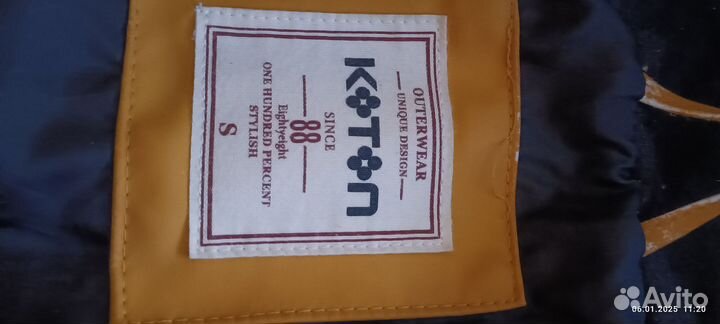 OUTERWEAR
UNIQUE DESIGN
KOTON
SINCE
88
Eightyeight
ONE HUNDRED PERCENT
STYLISH
S
Avito
06.01.2025 11:20